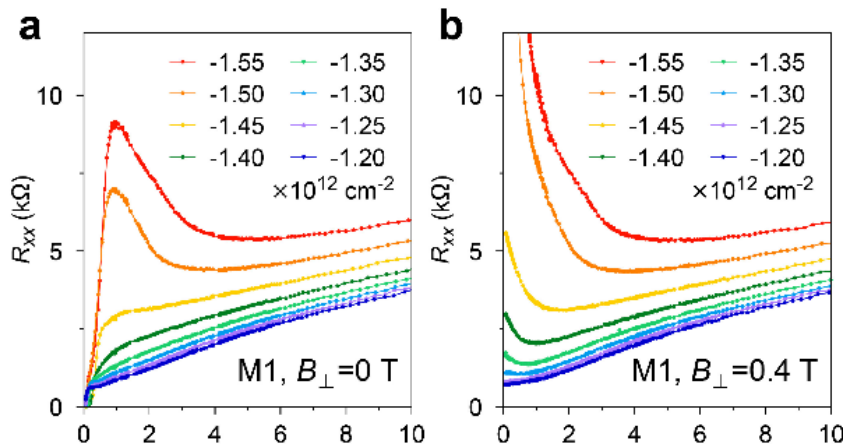 a
-1.55 -1.35
-1.50 -1.30
-1.45 -1.25
-1.40 -1.20
×10¹² cm⁻²
Rxx (kΩ)
10
5
0
M1, B⊥=0 T
0 2 4 6 8 10
b
-1.55 -1.35
-1.50 -1.30
-1.45 -1.25
-1.40 -1.20
×10¹² cm⁻²
Rxx (kΩ)
10
5
0
M1, B⊥=0.4 T
0 2 4 6 8 10